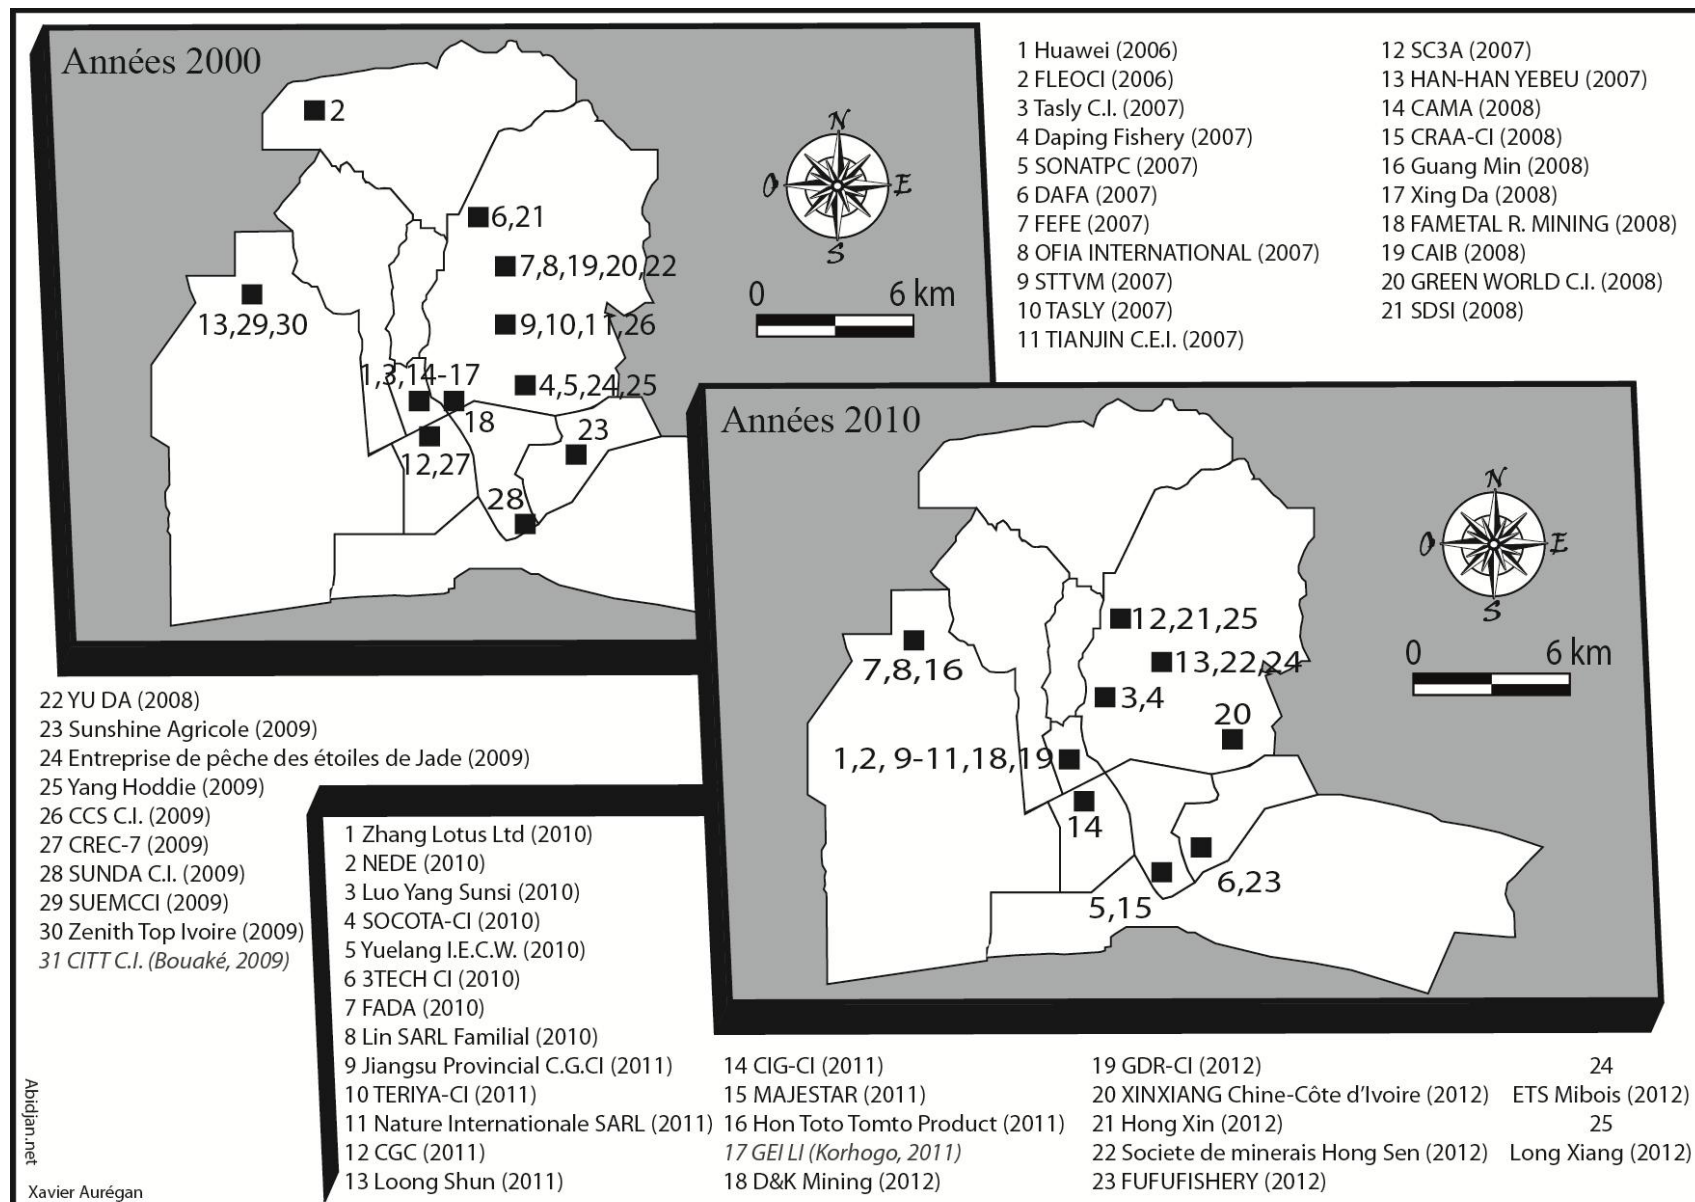 Années 2000
2
6,21
7,8,19,20,22
13,29,30
9,10,11,26
1,3,14-17
4,5,24,25
18
23
12,27
28
N
O
E
S
0 6 km
1 Huawei (2006)
2 FLEOCI (2006)
3 Tasly C.I. (2007)
4 Daping Fishery (2007)
5 SONATPC (2007)
6 DAFA (2007)
7 FEFE (2007)
8 OFIA INTERNATIONAL (2007)
9 STTVM (2007)
10 TASLY (2007)
11 TIANJIN C.E.I. (2007)
12 SC3A (2007)
13 HAN-HAN YEBEU (2007)
14 CAMA (2008)
15 CRAA-CI (2008)
16 Guang Min (2008)
17 Xing Da (2008)
18 FAMETAL R. MINING (2008)
19 CAIB (2008)
20 GREEN WORLD C.I. (2008)
21 SDSI (2008)
22 YU DA (2008)
23 Sunshine Agricole (2009)
24 Entreprise de pêche des étoiles de Jade (2009)
25 Yang Hoddie (2009)
26 CCS C.I. (2009)
27 CREC-7 (2009)
28 SUNDA C.I. (2009)
29 SUEMCCI (2009)
30 Zenith Top Ivoire (2009)
31 CITT C.I. (Bouaké, 2009)
Années 2010
12,21,25
7,8,16
13,22,24
3,4
20
1,2, 9-11,18,19
14
6,23
5,15
N
O
E
S
0 6 km
1 Zhang Lotus Ltd (2010)
2 NEDE (2010)
3 Luo Yang Sunsi (2010)
4 SOCOTA-CI (2010)
5 Yuelang I.E.C.W. (2010)
6 3TECH CI (2010)
7 FADA (2010)
8 Lin SARL Familial (2010)
9 Jiangsu Provincial C.G.CI (2011)
10 TERIYA-CI (2011)
11 Nature Internationale SARL (2011)
12 CGC (2011)
13 Loong Shun (2011)
14 CIG-CI (2011)
15 MAJESTAR (2011)
16 Hon Toto Tomto Product (2011)
17 GEI LI (Korhogo, 2011)
18 D&K Mining (2012)
19 GDR-CI (2012)
20 XINXIANG Chine-Côte d'Ivoire (2012)
21 Hong Xin (2012)
22 Societe de minerais Hong Sen (2012)
23 FUFUFISHERY (2012)
24
ETS Mibois (2012)
25
Long Xiang (2012)
Abidjan.net
Xavier Aurégan